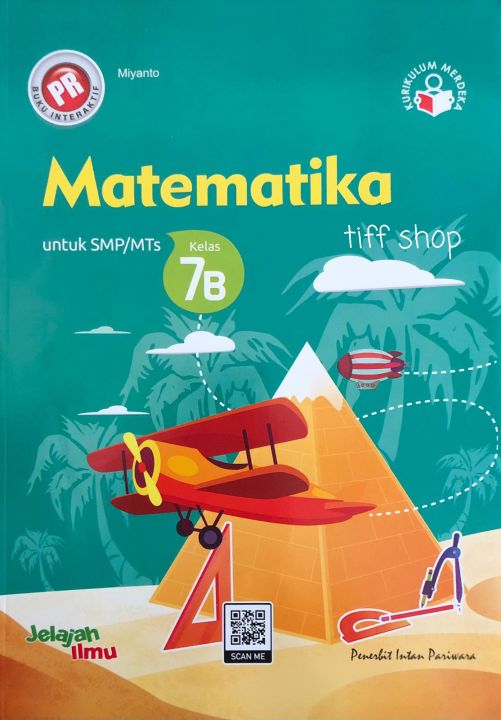 PR
BUKU INTERAKTIF
Miyanto
KURIKULUM MERDEKA
Matematika
tiff shop
untuk SMP/MTs
Kelas
7B
SCAN ME
Jelajah
Ilmu
Penerbit Intan Pariwara